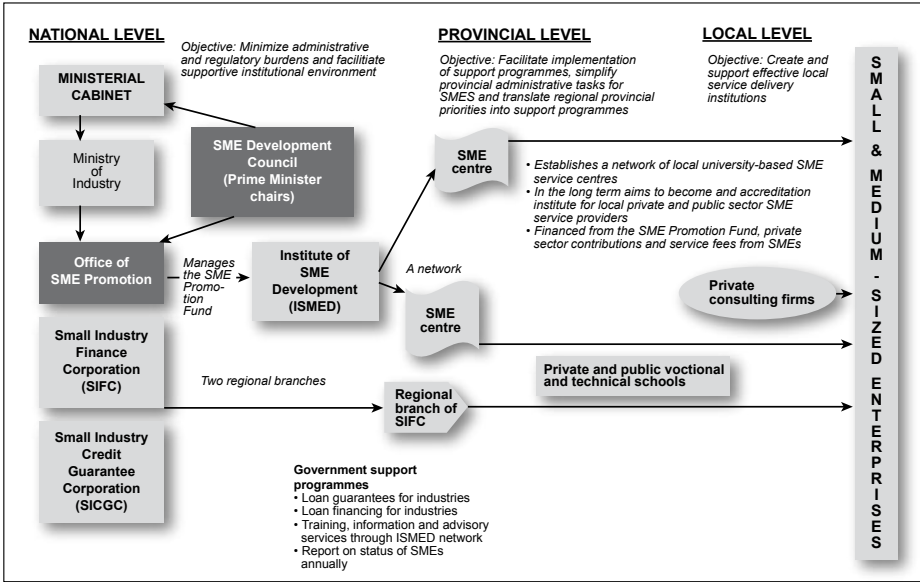 NATIONAL LEVEL
Objective: Minimize administrative
and regulatory burdens and faciltiate
supportive institutional environment
PROVINCIAL LEVEL
Objective: Facilitate implementation
of support programmes, simplify
provincial administrative tasks for
SMES and translate regional provincial
priorities into support programmes
LOCAL LEVEL
Objective: Create and
support effective local
service delivery
institutions
MINISTERIAL
CABINET
Ministry
of
Industry
SME Development
Council
(Prime Minister
chairs)
Office of
SME Promotion
Manages
the SME
Promo-
tion
Fund
Institute of
SME
Development
(ISMED)
SME
centre
• Establishes a network of local university-based SME
service centres
• In the long term aims to become and accreditation
institute for local private and public sector SME
service providers
• Financed from the SME Promotion Fund, private
sector contributions and service fees from SMEs
A network
SME
centre
Private
consulting firms
Small Industry
Finance
Corporation
(SIFC)
Two regional branches
Regional
branch of
SIFC
Private and public voctional
and technical schools
Small Industry
Credit
Guarantee
Corporation
(SICGC)
Government support
programmes
• Loan guarantees for industries
• Loan financing for industries
• Training, information and advisory
services through ISMED network
• Report on status of SMEs
annually
SMALL & MEDIUM-SIZED ENTERPRISES